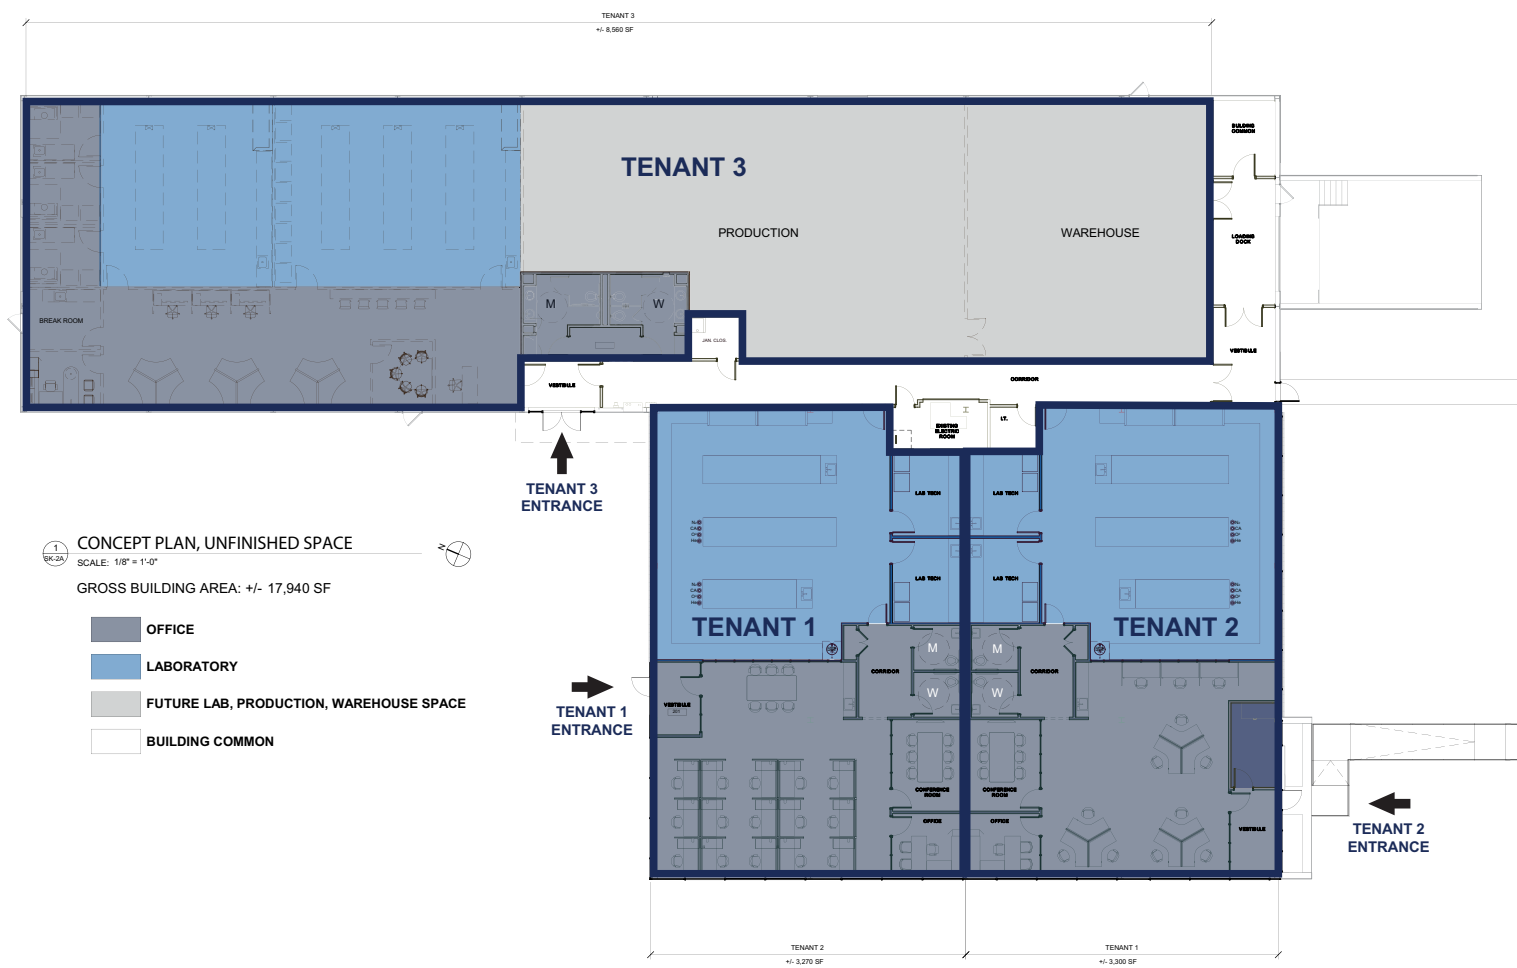 TENANT 3
+/- 8,560 SF
BUILDING
COMMON
TENANT 3
PRODUCTION
WAREHOUSE
LOADING
DOCK
M
W
BREAK ROOM
JAN. CLOS.
VESTIBULE
VESTIBULE
CORRIDOR
EXISTING
ELECTRIC
ROOM
I.T.
TENANT 3
ENTRANCE
LAB TECH
LAB TECH
LAB TECH
LAB TECH
1
SK-2A
CONCEPT PLAN, UNFINISHED SPACE
SCALE: 1/8" = 1'-0"
N
GROSS BUILDING AREA: +/- 17,940 SF
OFFICE
LABORATORY
FUTURE LAB, PRODUCTION, WAREHOUSE SPACE
BUILDING COMMON
TENANT 1
TENANT 2
M
M
CORRIDOR
CORRIDOR
W
W
VESTIBULE
201
TENANT 1
ENTRANCE
CONFERENCE
ROOM
CONFERENCE
ROOM
OFFICE
OFFICE
VESTIBULE
TENANT 2
ENTRANCE
TENANT 2
+/- 3,270 SF
TENANT 1
+/- 3,300 SF